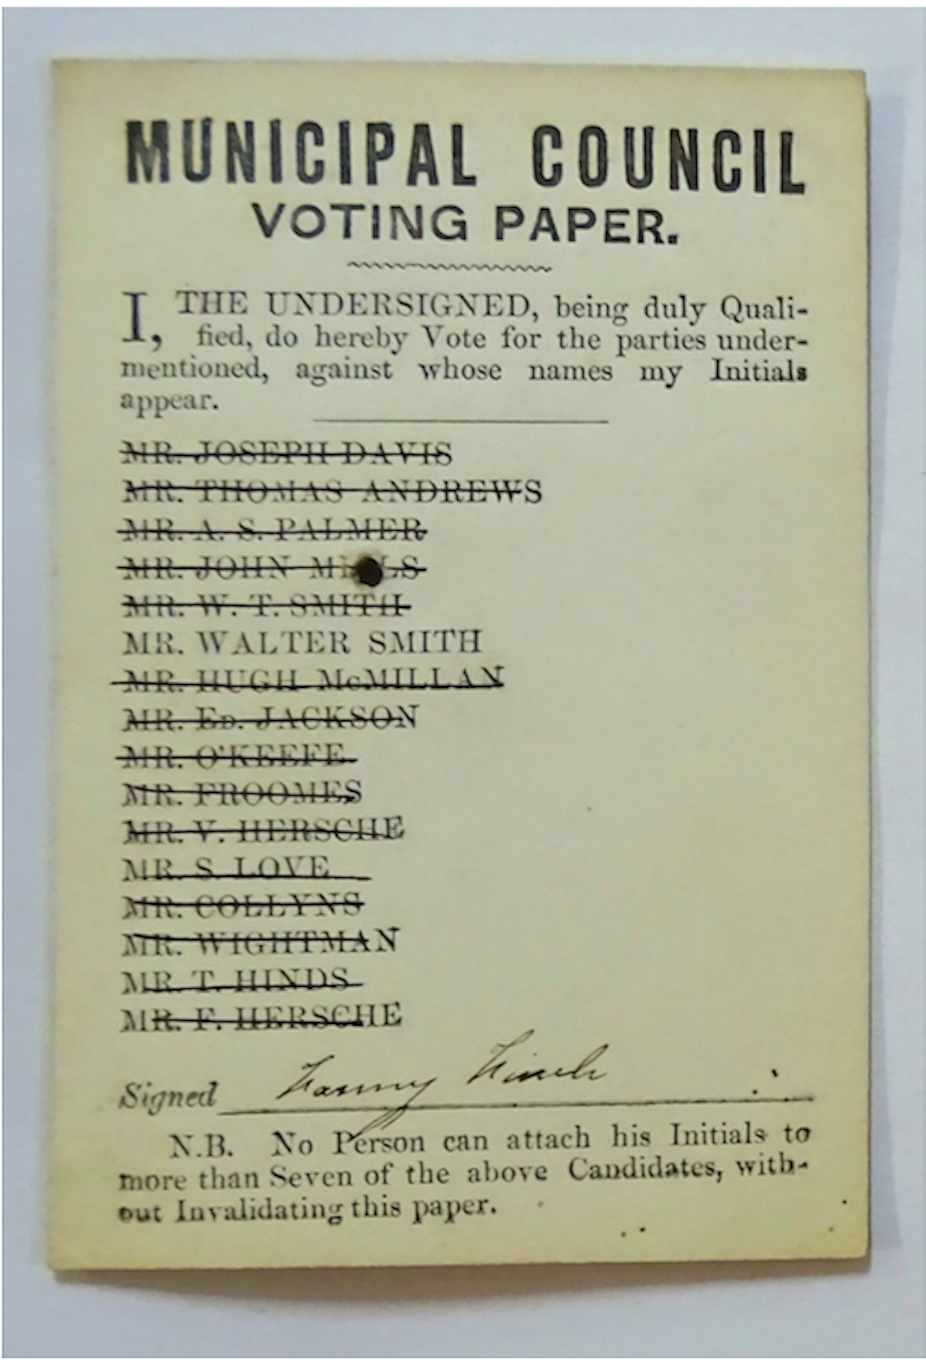 MUNICIPAL COUNCIL
VOTING PAPER.
I, THE UNDERSIGNED, being duly Quali-
fied, do hereby Vote for the parties under-
mentioned, against whose names my Initials
appear.
MR. JOSEPH DAVIS
MR. THOMAS ANDREWS
MR. A. S. PALMER
MR. JOHN
MR. W. T. SMITH
MR. WALTER SMITH
MR. HUGH McMILLAN
MR. ED. JACKSON
MR. O'KEEFE
MR. FROOMES
MR. V. HERSCHE
MR. S. LOVE
MR. COLLYNS
MR. WIGHTMAN
MR. T. HINDS
MR. F. HERSCHE
Signed Fanny Finch
N.B. No Person can attach his Initials to
more than Seven of the above Candidates, with-
out Invalidating this paper.